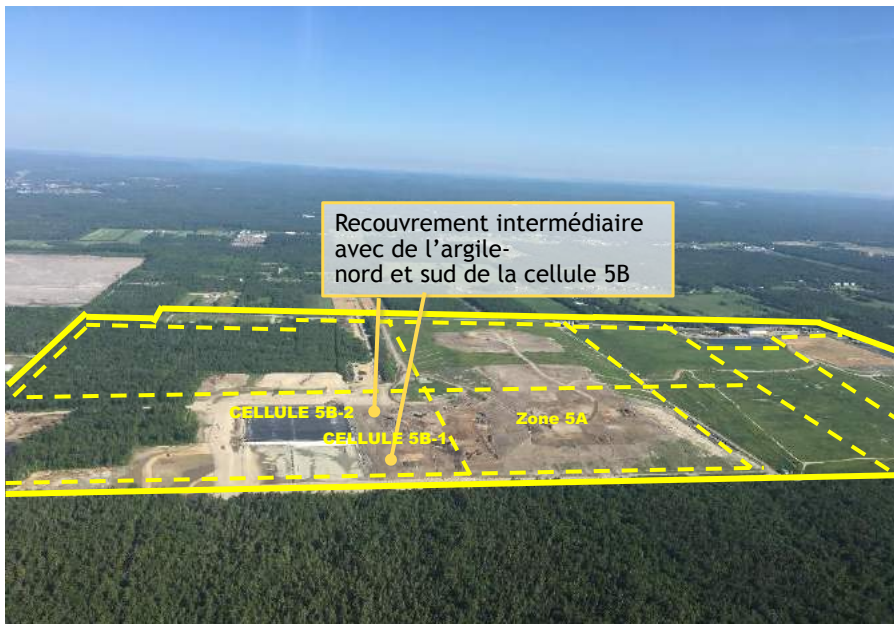 Recouvrement intermédiaire
avec de l’argile-
nord et sud de la cellule 5B
CELLULE 5B-2
CELLULE 5B-1
Zone 5A